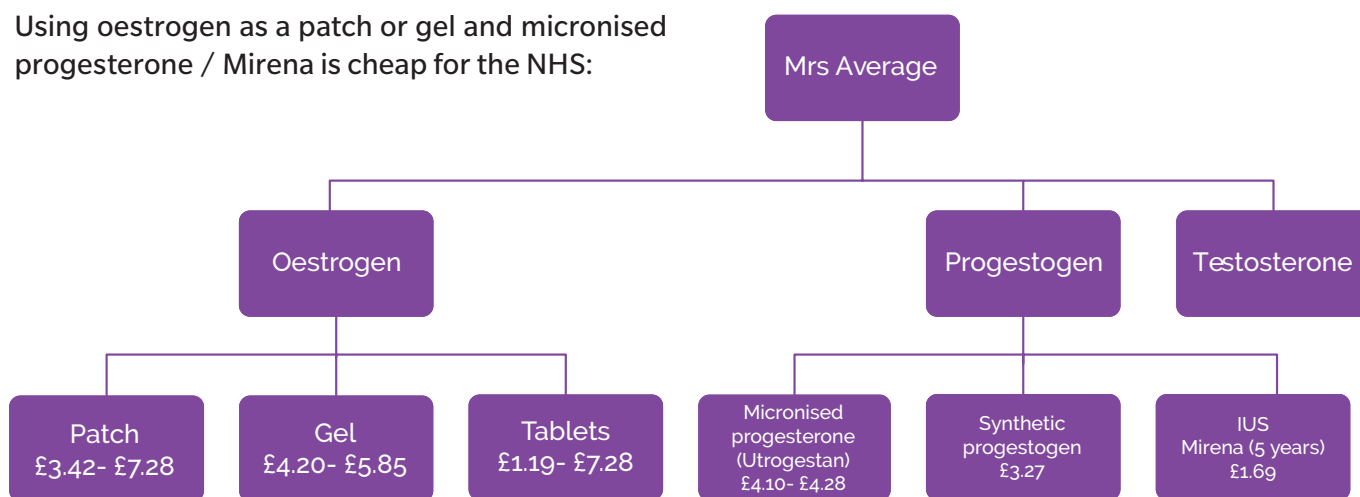 Using oestrogen as a patch or gel and micronised
progesterone / Mirena is cheap for the NHS:
Mrs Average
Oestrogen
Progestogen
Testosterone
Patch
£3.42- £7.28
Gel
£4.20- £5.85
Tablets
£1.19- £7.28
Micronised
progesterone
(Utrogestan)
£4.10- £4.28
Synthetic
progestogen
£3.27
IUS
Mirena (5 years)
£1.69